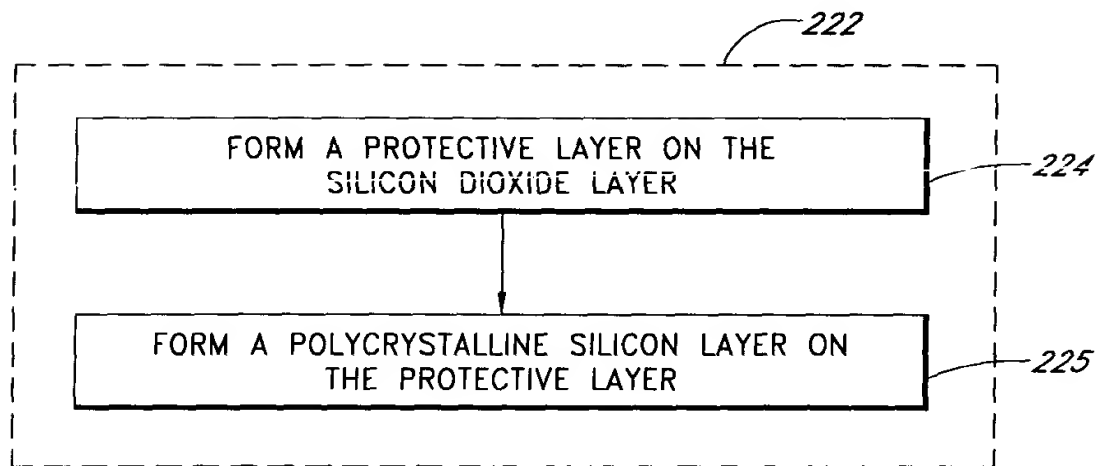 222
FORM A PROTECTIVE LAYER ON THE
SILICON DIOXIDE LAYER
224
FORM A POLYCRYSTALLINE SILICON LAYER ON
THE PROTECTIVE LAYER
225